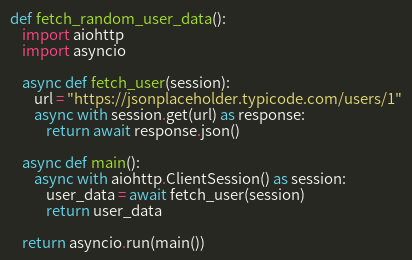 def fetch_random_user_data():
    import aiohttp
    import asyncio

    async def fetch_user(session):
        url = "https://jsonplaceholder.typicode.com/users/1"
        async with session.get(url) as response:
            return await response.json()

    async def main():
        async with aiohttp.ClientSession() as session:
            user_data = await fetch_user(session)
            return user_data

    return asyncio.run(main())